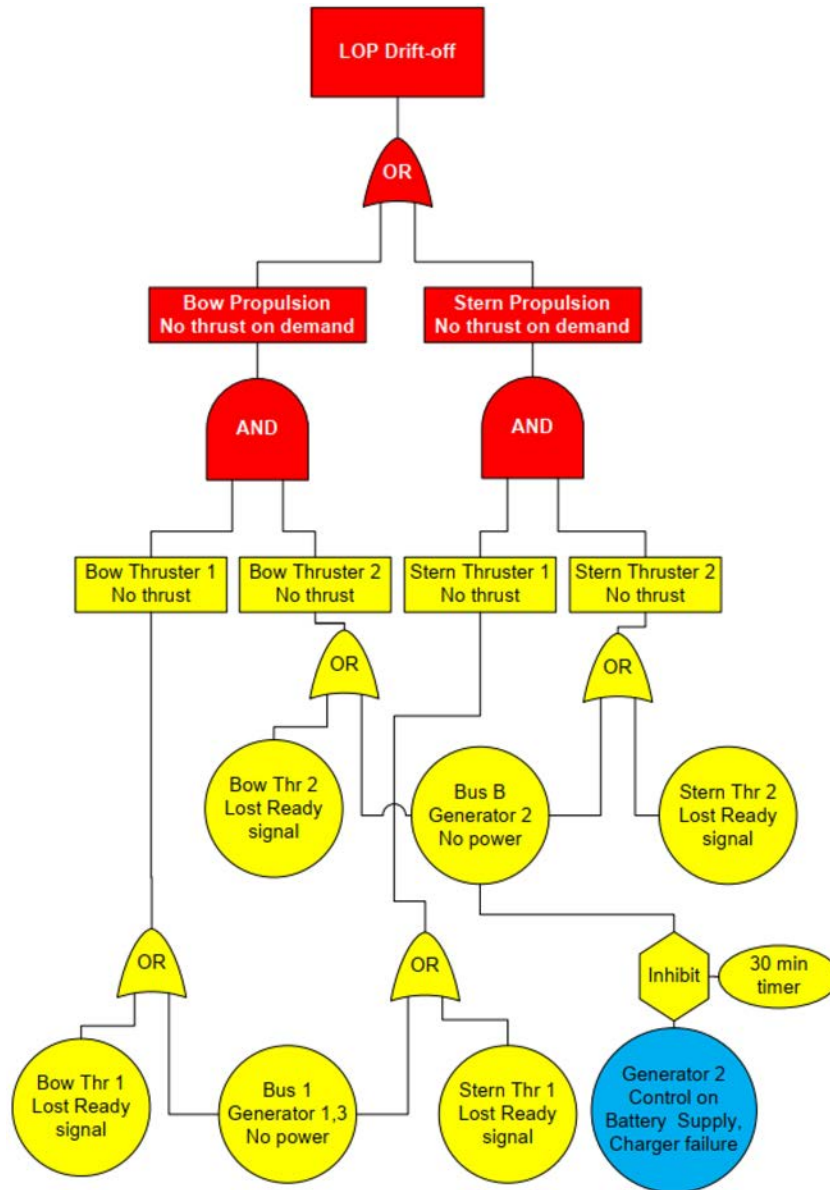 LOP Drift-off
OR
Bow Propulsion
No thrust on demand
Stern Propulsion
No thrust on demand
AND
AND
Bow Thruster 1
No thrust
Bow Thruster 2
No thrust
Stern Thruster 1
No thrust
Stern Thruster 2
No thrust
OR
OR
Bow Thr 2
Lost Ready
signal
Bus B
Generator 2
No power
Stern Thr 2
Lost Ready
signal
OR
OR
Inhibit
30 min
timer
Bow Thr 1
Lost Ready
signal
Bus 1
Generator 1,3
No power
Stern Thr 1
Lost Ready
signal
Generator 2
Control on
Battery Supply,
Charger failure